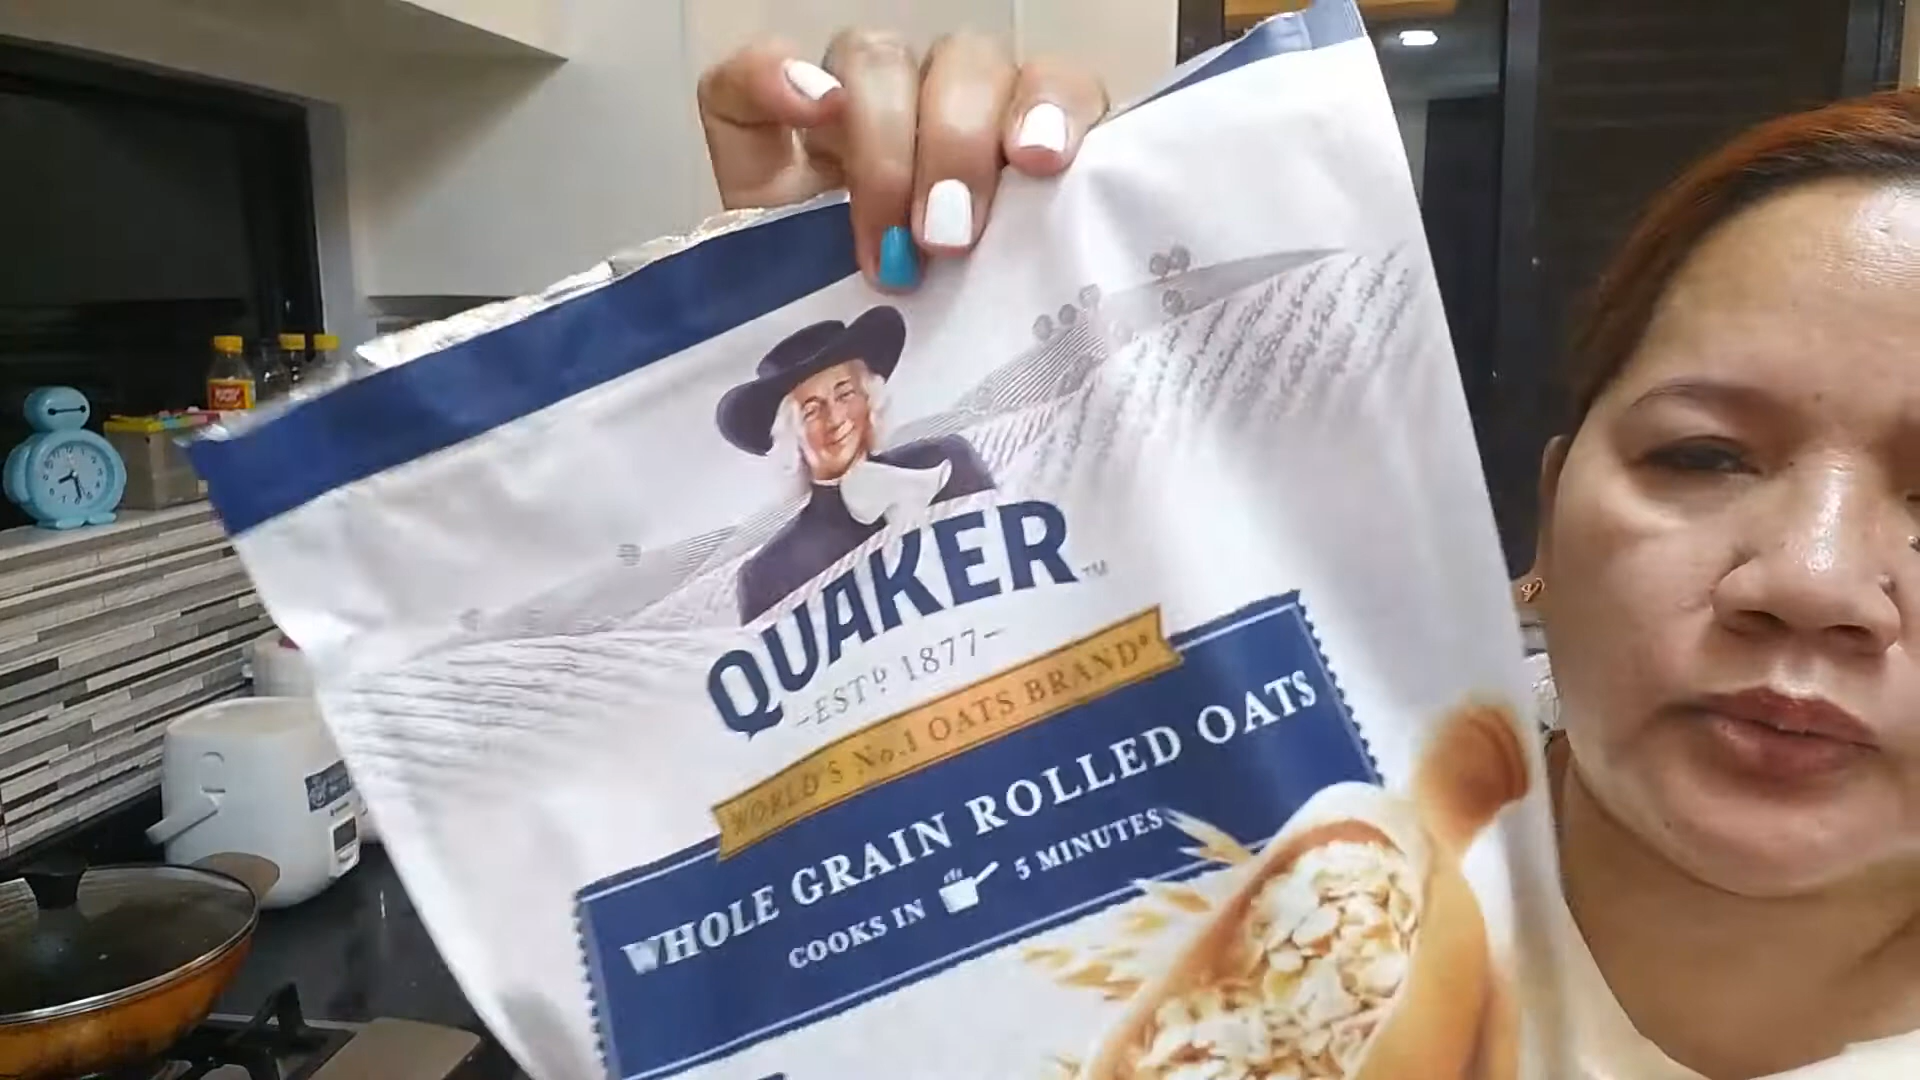 QUAKER™
-ESTD 1877-
WORLD'S No.1 OATS BRAND*
WHOLE GRAIN ROLLED OATS
COOKS IN 5 MINUTES